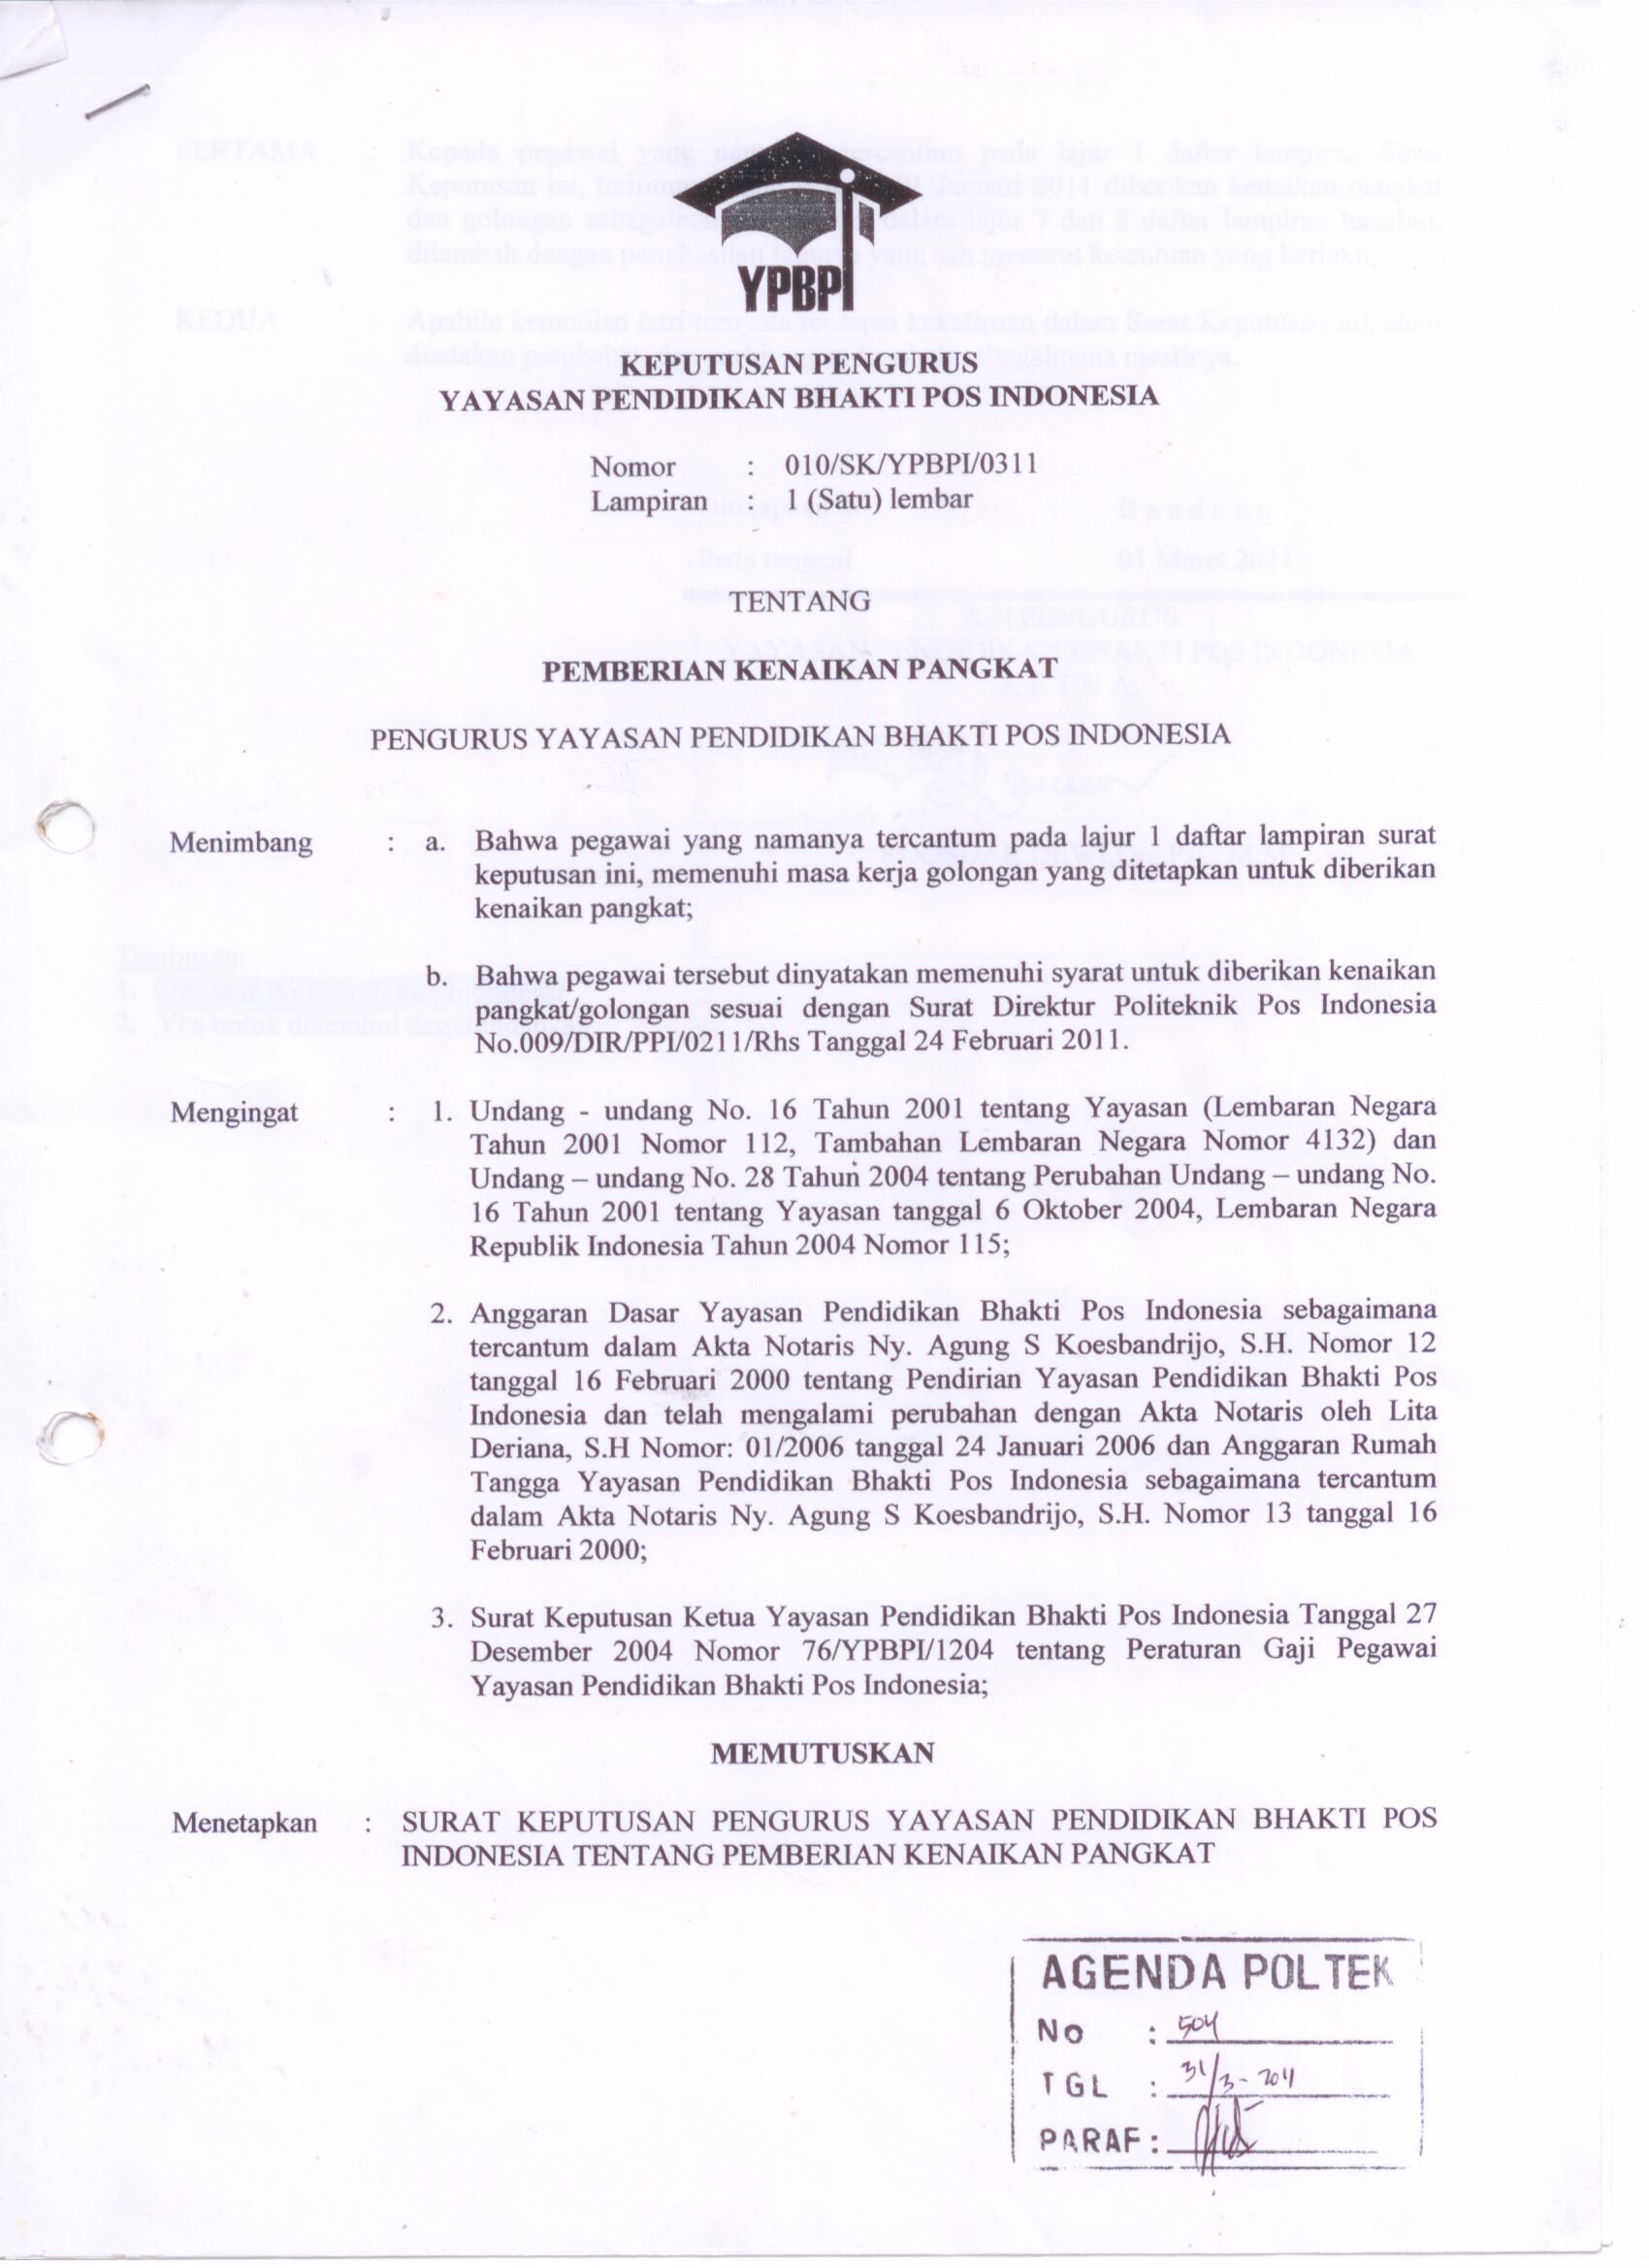 YPBPI
KEPUTUSAN PENGURUS
YAYASAN PENDIDIKAN BHAKTI POS INDONESIA
Nomor : 010/SK/YPBPI/0311
Lampiran : 1 (Satu) lembar
TENTANG
PEMBERIAN KENAIKAN PANGKAT
PENGURUS YAYASAN PENDIDIKAN BHAKTI POS INDONESIA
Menimbang : a. Bahwa pegawai yang namanya tercantum pada lajur 1 daftar lampiran surat
keputusan ini, memenuhi masa kerja golongan yang ditetapkan untuk diberikan
kenaikan pangkat;
b. Bahwa pegawai tersebut dinyatakan memenuhi syarat untuk diberikan kenaikan
pangkat/golongan sesuai dengan Surat Direktur Politeknik Pos Indonesia
No.009/DIR/PPI/0211/Rhs Tanggal 24 Februari 2011.
Mengingat : 1. Undang - undang No. 16 Tahun 2001 tentang Yayasan (Lembaran Negara
Tahun 2001 Nomor 112, Tambahan Lembaran Negara Nomor 4132) dan
Undang – undang No. 28 Tahun 2004 tentang Perubahan Undang – undang No.
16 Tahun 2001 tentang Yayasan tanggal 6 Oktober 2004, Lembaran Negara
Republik Indonesia Tahun 2004 Nomor 115;
2. Anggaran Dasar Yayasan Pendidikan Bhakti Pos Indonesia sebagaimana
tercantum dalam Akta Notaris Ny. Agung S Koesbandrijo, S.H. Nomor 12
tanggal 16 Februari 2000 tentang Pendirian Yayasan Pendidikan Bhakti Pos
Indonesia dan telah mengalami perubahan dengan Akta Notaris oleh Lita
Deriana, S.H Nomor: 01/2006 tanggal 24 Januari 2006 dan Anggaran Rumah
Tangga Yayasan Pendidikan Bhakti Pos Indonesia sebagaimana tercantum
dalam Akta Notaris Ny. Agung S Koesbandrijo, S.H. Nomor 13 tanggal 16
Februari 2000;
3. Surat Keputusan Ketua Yayasan Pendidikan Bhakti Pos Indonesia Tanggal 27
Desember 2004 Nomor 76/YPBPI/1204 tentang Peraturan Gaji Pegawai
Yayasan Pendidikan Bhakti Pos Indonesia;
MEMUTUSKAN
Menetapkan : SURAT KEPUTUSAN PENGURUS YAYASAN PENDIDIKAN BHAKTI POS
INDONESIA TENTANG PEMBERIAN KENAIKAN PANGKAT
AGENDA POLTEK
No : 504
TGL : 31/3-2011
PARAF :